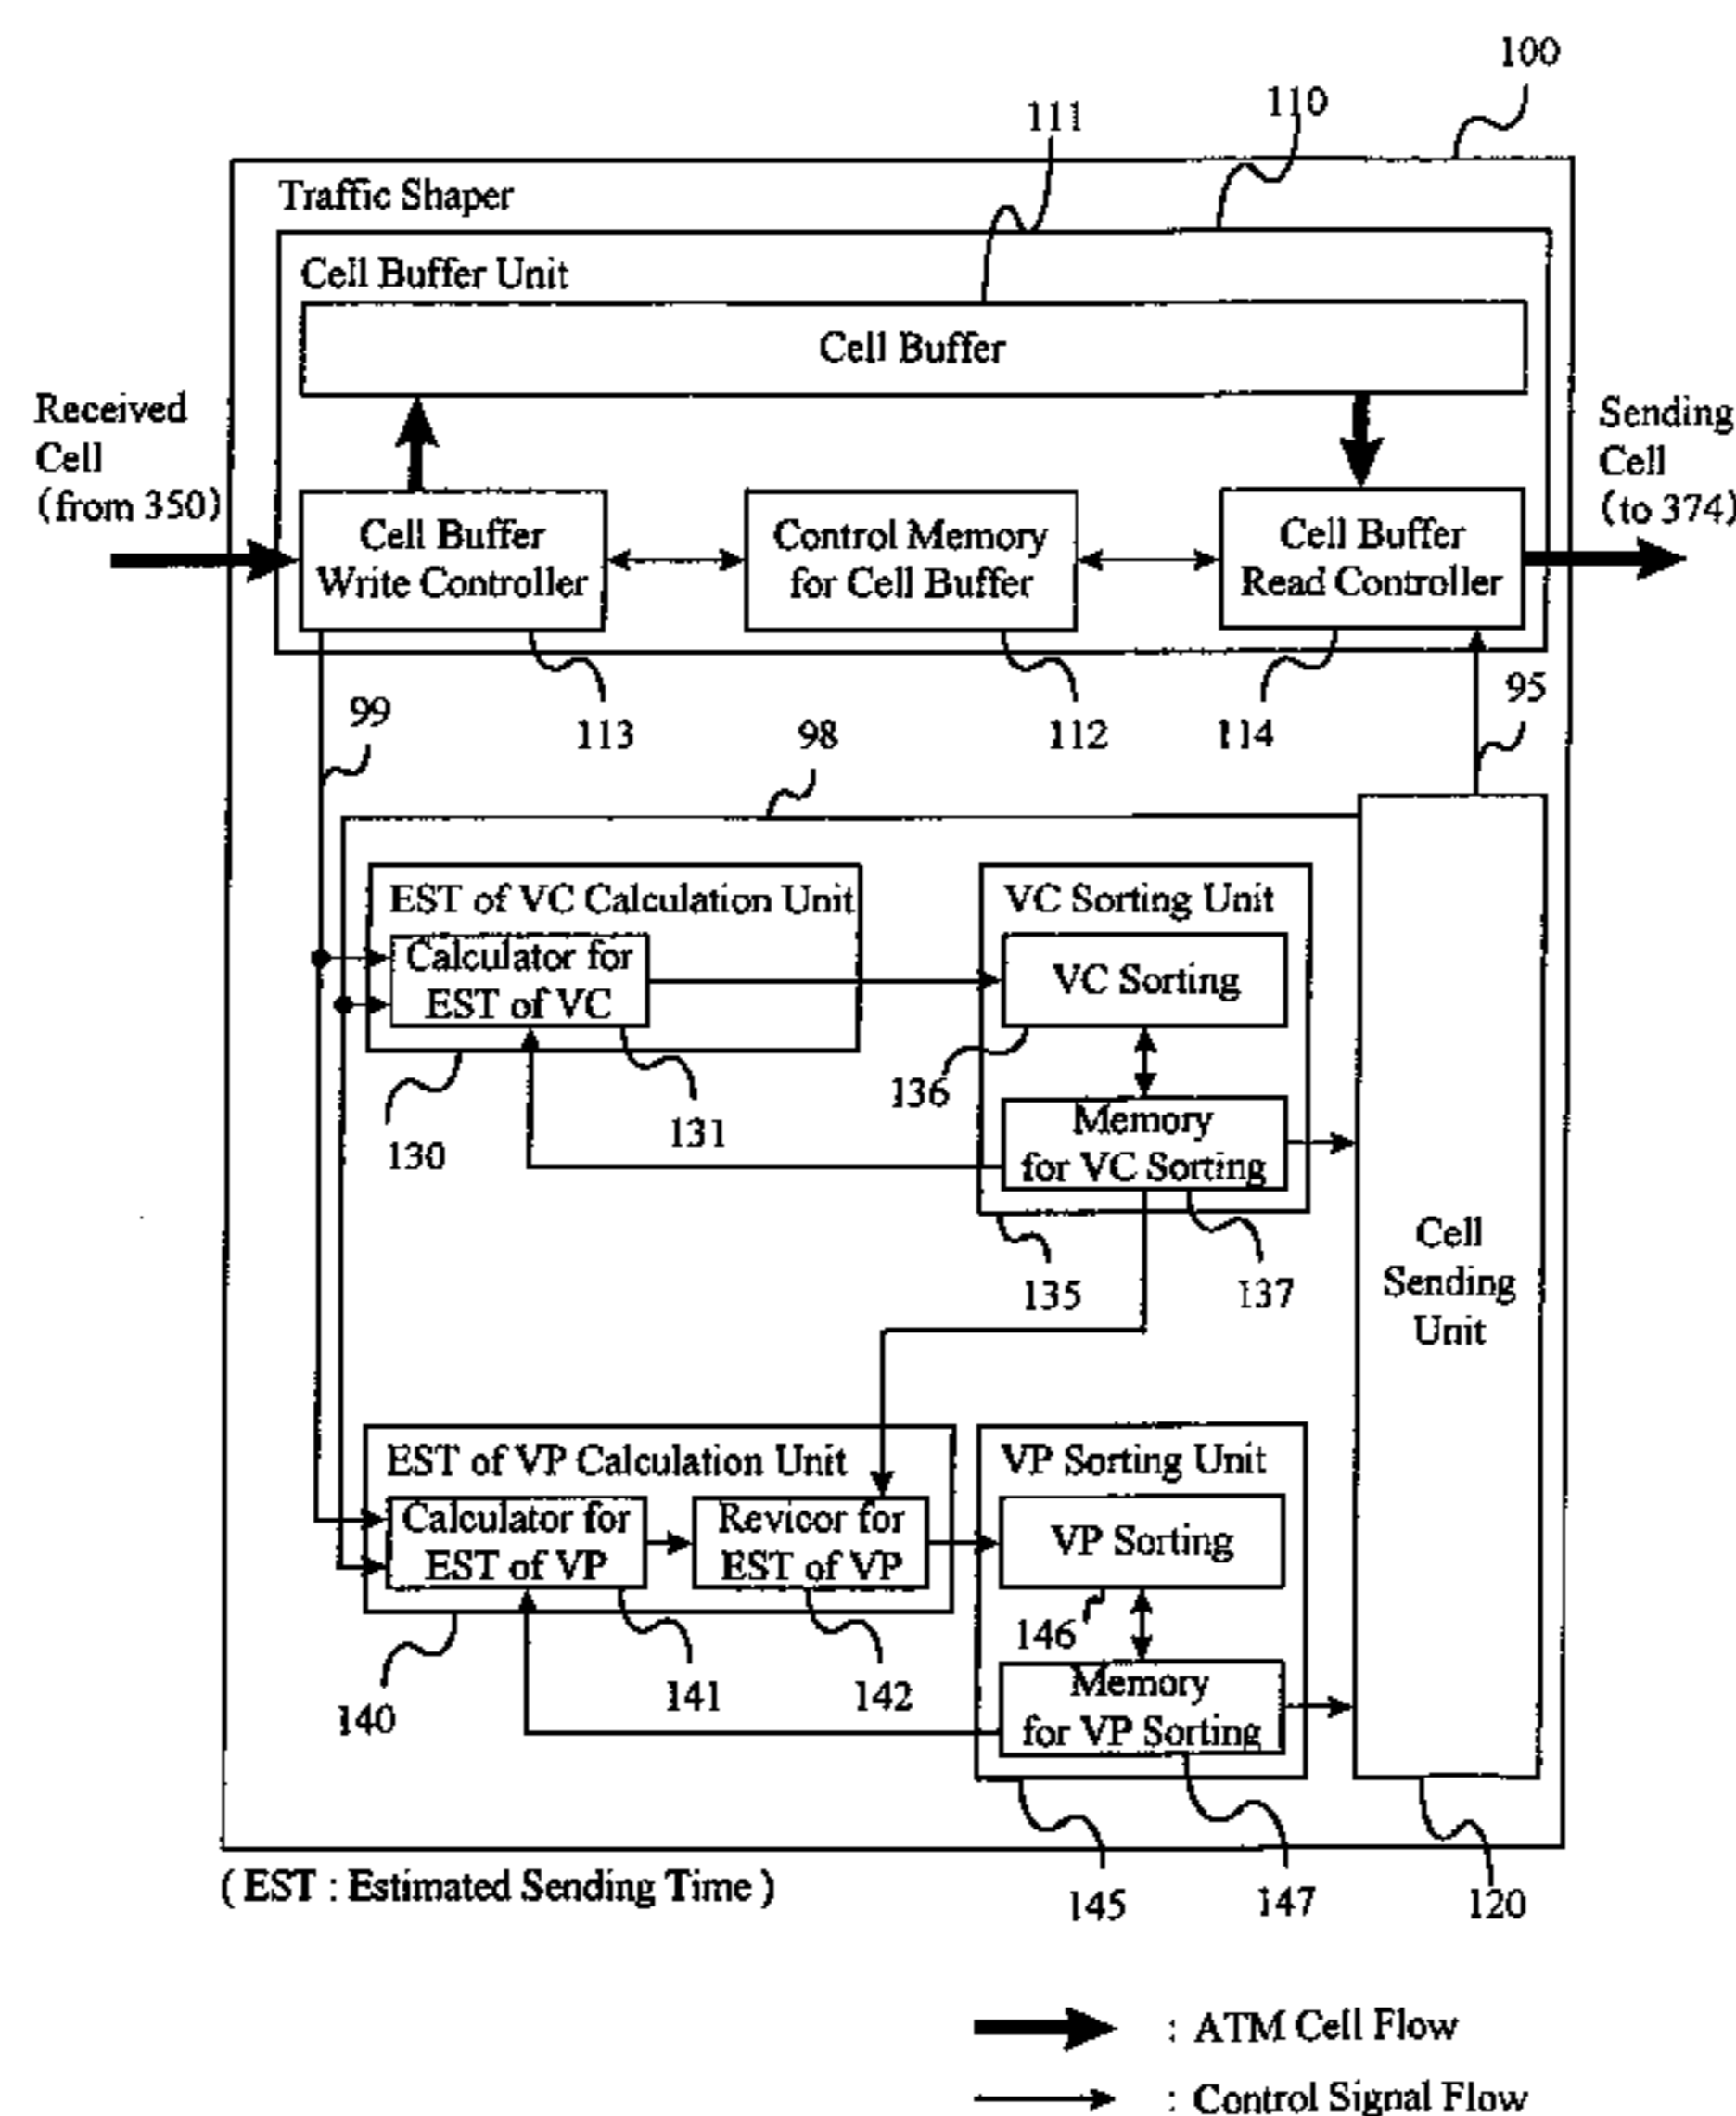 100
110
111
Traffic Shaper
Cell Buffer Unit
Cell Buffer
Received
Cell
(from 350)
Sending
Cell
(to 374)
Cell Buffer
Write Controller
Control Memory
for Cell Buffer
Cell Buffer
Read Controller
99
113
98
112
114
95
EST of VC Calculation Unit
Calculator for
EST of VC
VC Sorting Unit
VC Sorting
136
Memory
for VC Sorting
130
131
135
137
Cell
Sending
Unit
EST of VP Calculation Unit
Calculator for
EST of VP
Revicor for
EST of VP
VP Sorting Unit
VP Sorting
146
Memory
for VP Sorting
140
141
142
145
147
120
( EST : Estimated Sending Time )
: ATM Cell Flow
: Control Signal Flow